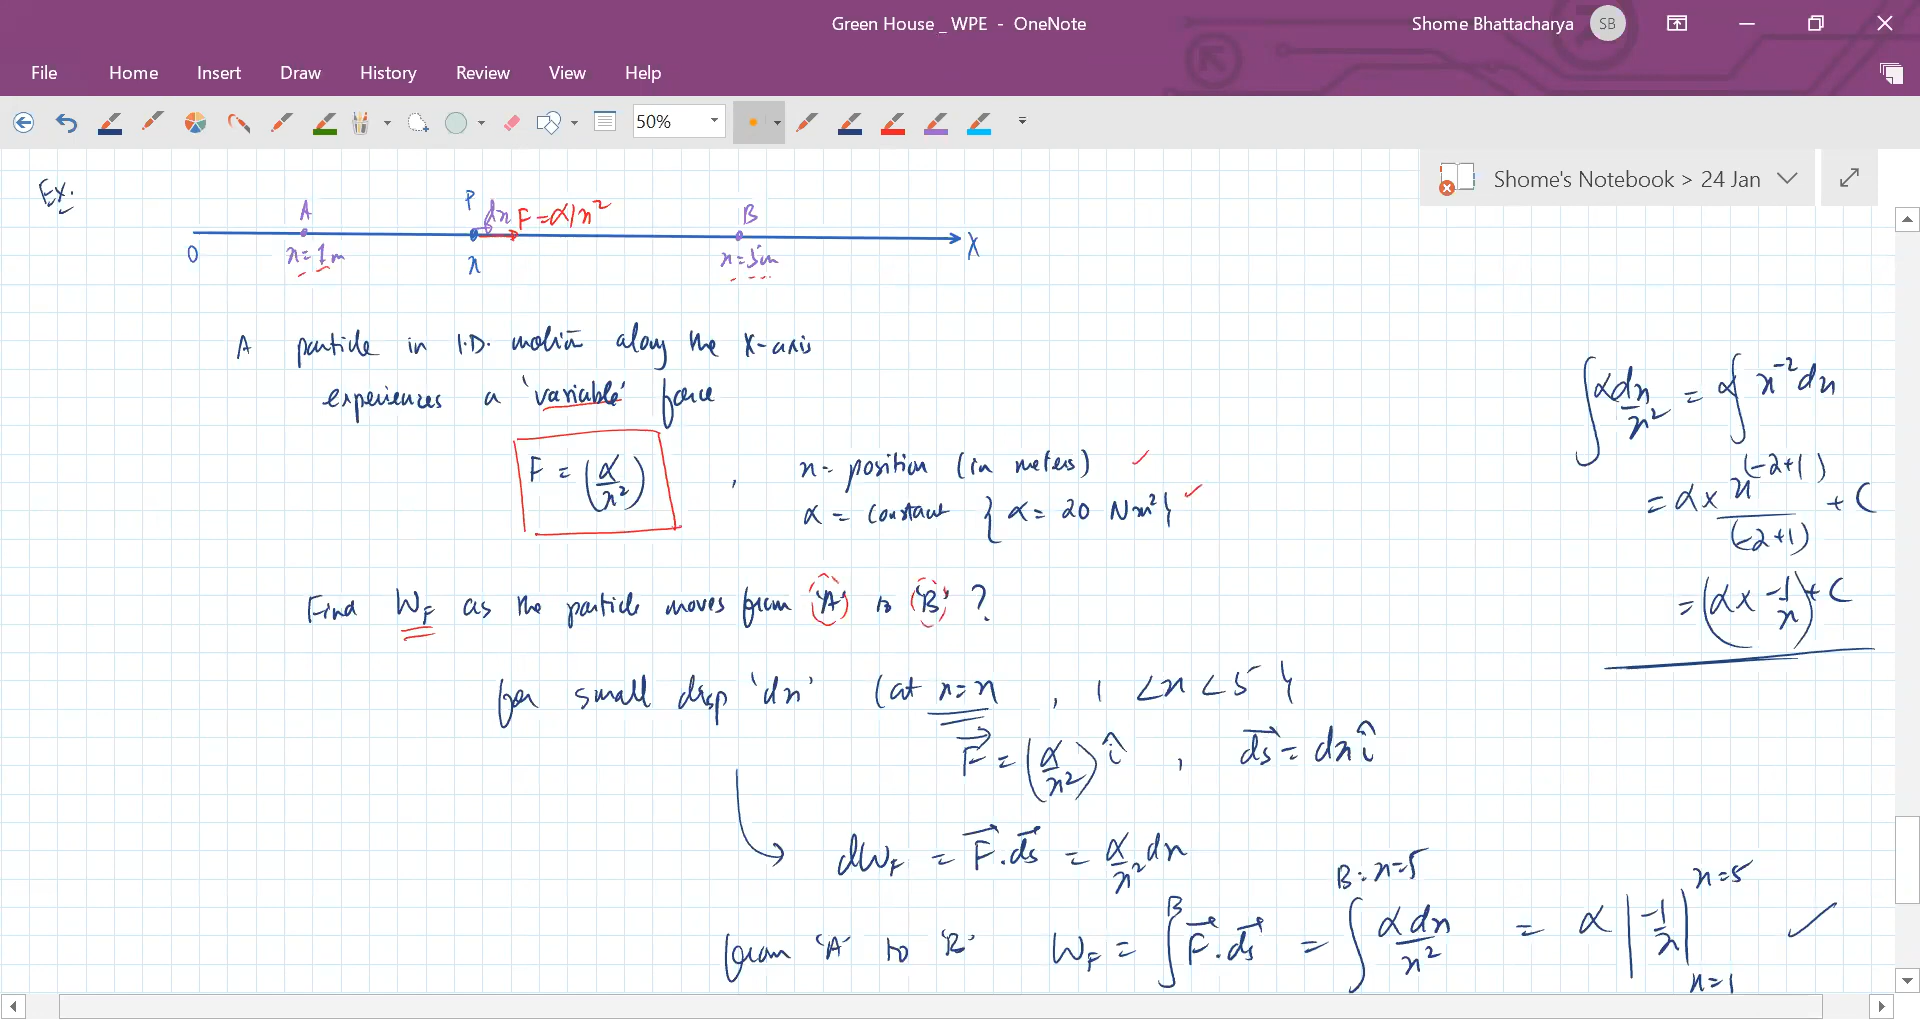 Green House _ WPE - OneNote
Shome Bhattacharya SB
File Home Insert Draw History Review View Help
50%
Shome's Notebook > 24 Jan
Ex.
A P dx F = α/x² B
O x = 1m x x = 5m X
A particle in 1.D. motion along the X-axis
experiences a 'variable' force
F = (α/x²) , x = position (in meters)
α = constant { α = 20 Nm² }
Find W_F as the particle moves from 'A' to 'B' ?
for small disp 'dx' (at x = x , 1 < x < 5 }
F⃗ = (α/x²) î , ds⃗ = dx î
dW_F = F⃗ . ds⃗ = α/x² dx
from 'A' to 'B' W_F = ∫^B F⃗ . ds⃗ = ∫^{B: x=5} α dx/x² = α |-1/x|_{x=1}^{x=5}
∫ α dx/x² = α ∫ x⁻² dx
= α × x^(-2+1)/(-2+1) + C
= (α × -1/x) + C